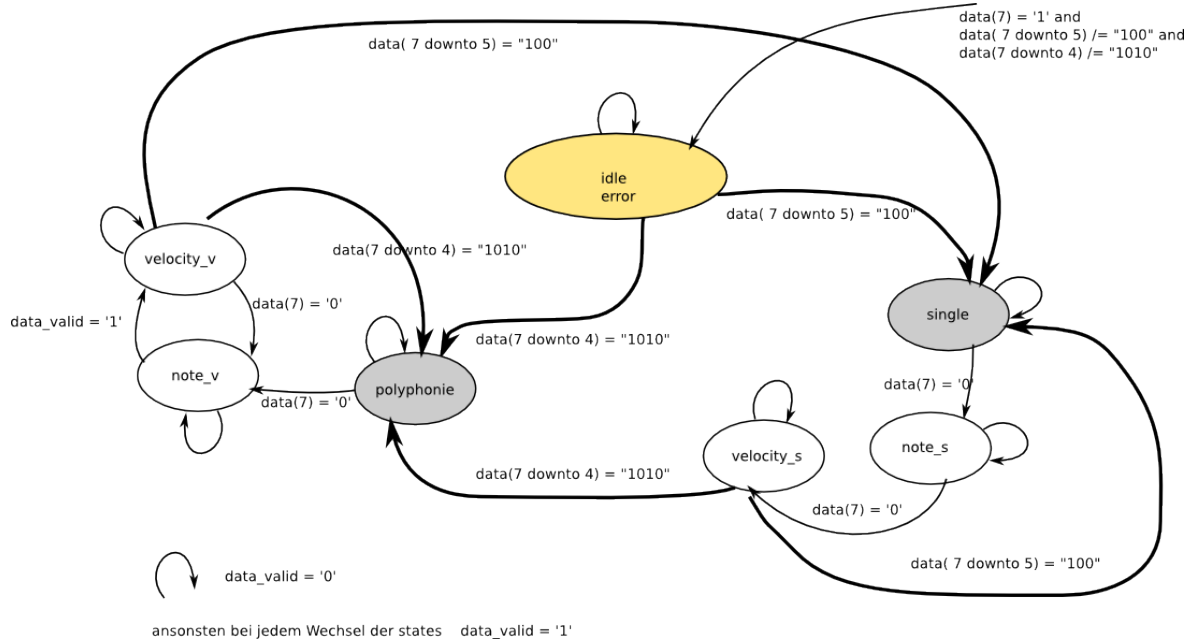 data(7) = '1' and
data( 7 downto 5) /= "100" and
data(7 downto 4) /= "1010"
data( 7 downto 5) = "100"
idle
error
data( 7 downto 5) = "100"
data(7 downto 4) = "1010"
velocity_v
data(7) = '0'
data_valid = '1'
single
data(7 downto 4) = "1010"
note_v
polyphonie
data(7) = '0'
data(7) = '0'
note_s
velocity_s
data(7 downto 4) = "1010"
data(7) = '0'
data( 7 downto 5) = "100"
data_valid = '0'
ansonsten bei jedem Wechsel der states data_valid = '1'